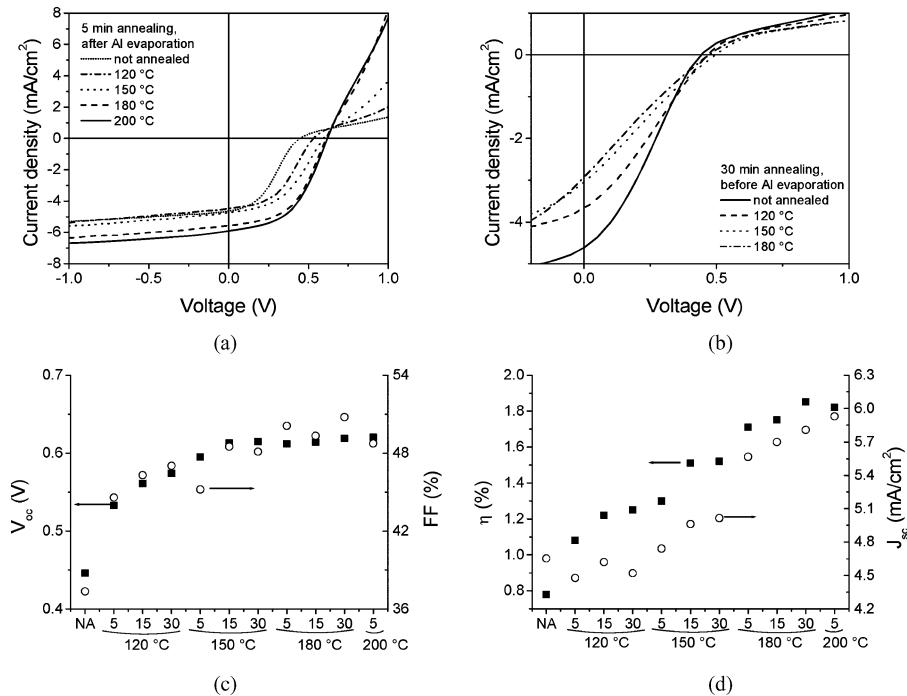 8
6
4
2
0
-2
-4
-6
-8
Current density (mA/cm²)
5 min annealing,
after Al evaporation
not annealed
120 °C
150 °C
180 °C
200 °C
-1.0 -0.5 0.0 0.5 1.0
Voltage (V)
(a)
0
-2
-4
Current density (mA/cm²)
30 min annealing,
before Al evaporation
not annealed
120 °C
150 °C
180 °C
0.0 0.5 1.0
Voltage (V)
(b)
0.7
0.6
0.5
0.4
Voc (V)
54
48
42
36
FF (%)
NA 5 15 30 5 15 30 5 15 30 5
120 °C 150 °C 180 °C 200 °C
(c)
2.0
1.8
1.6
1.4
1.2
1.0
0.8
η (%)
6.3
6.0
5.7
5.4
5.1
4.8
4.5
4.2
Jsc (mA/cm²)
NA 5 15 30 5 15 30 5 15 30 5
120 °C 150 °C 180 °C 200 °C
(d)